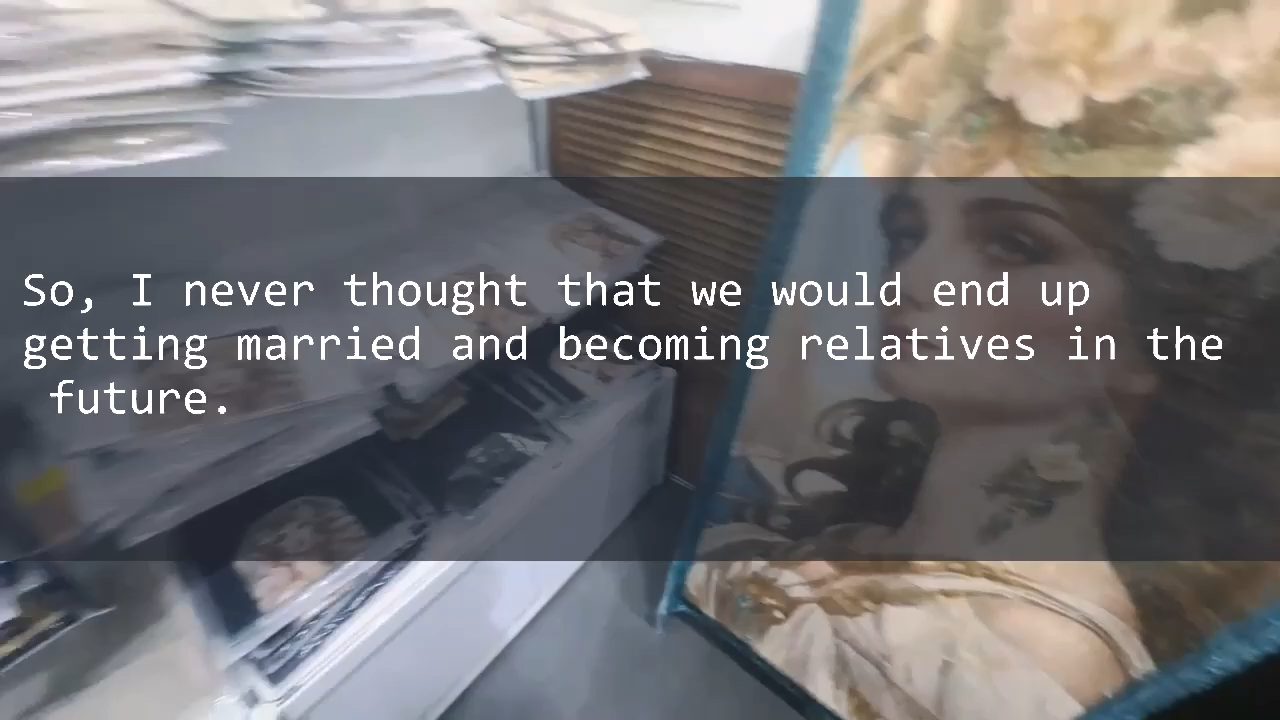 So, I never thought that we would end up
getting married and becoming relatives in the
future.